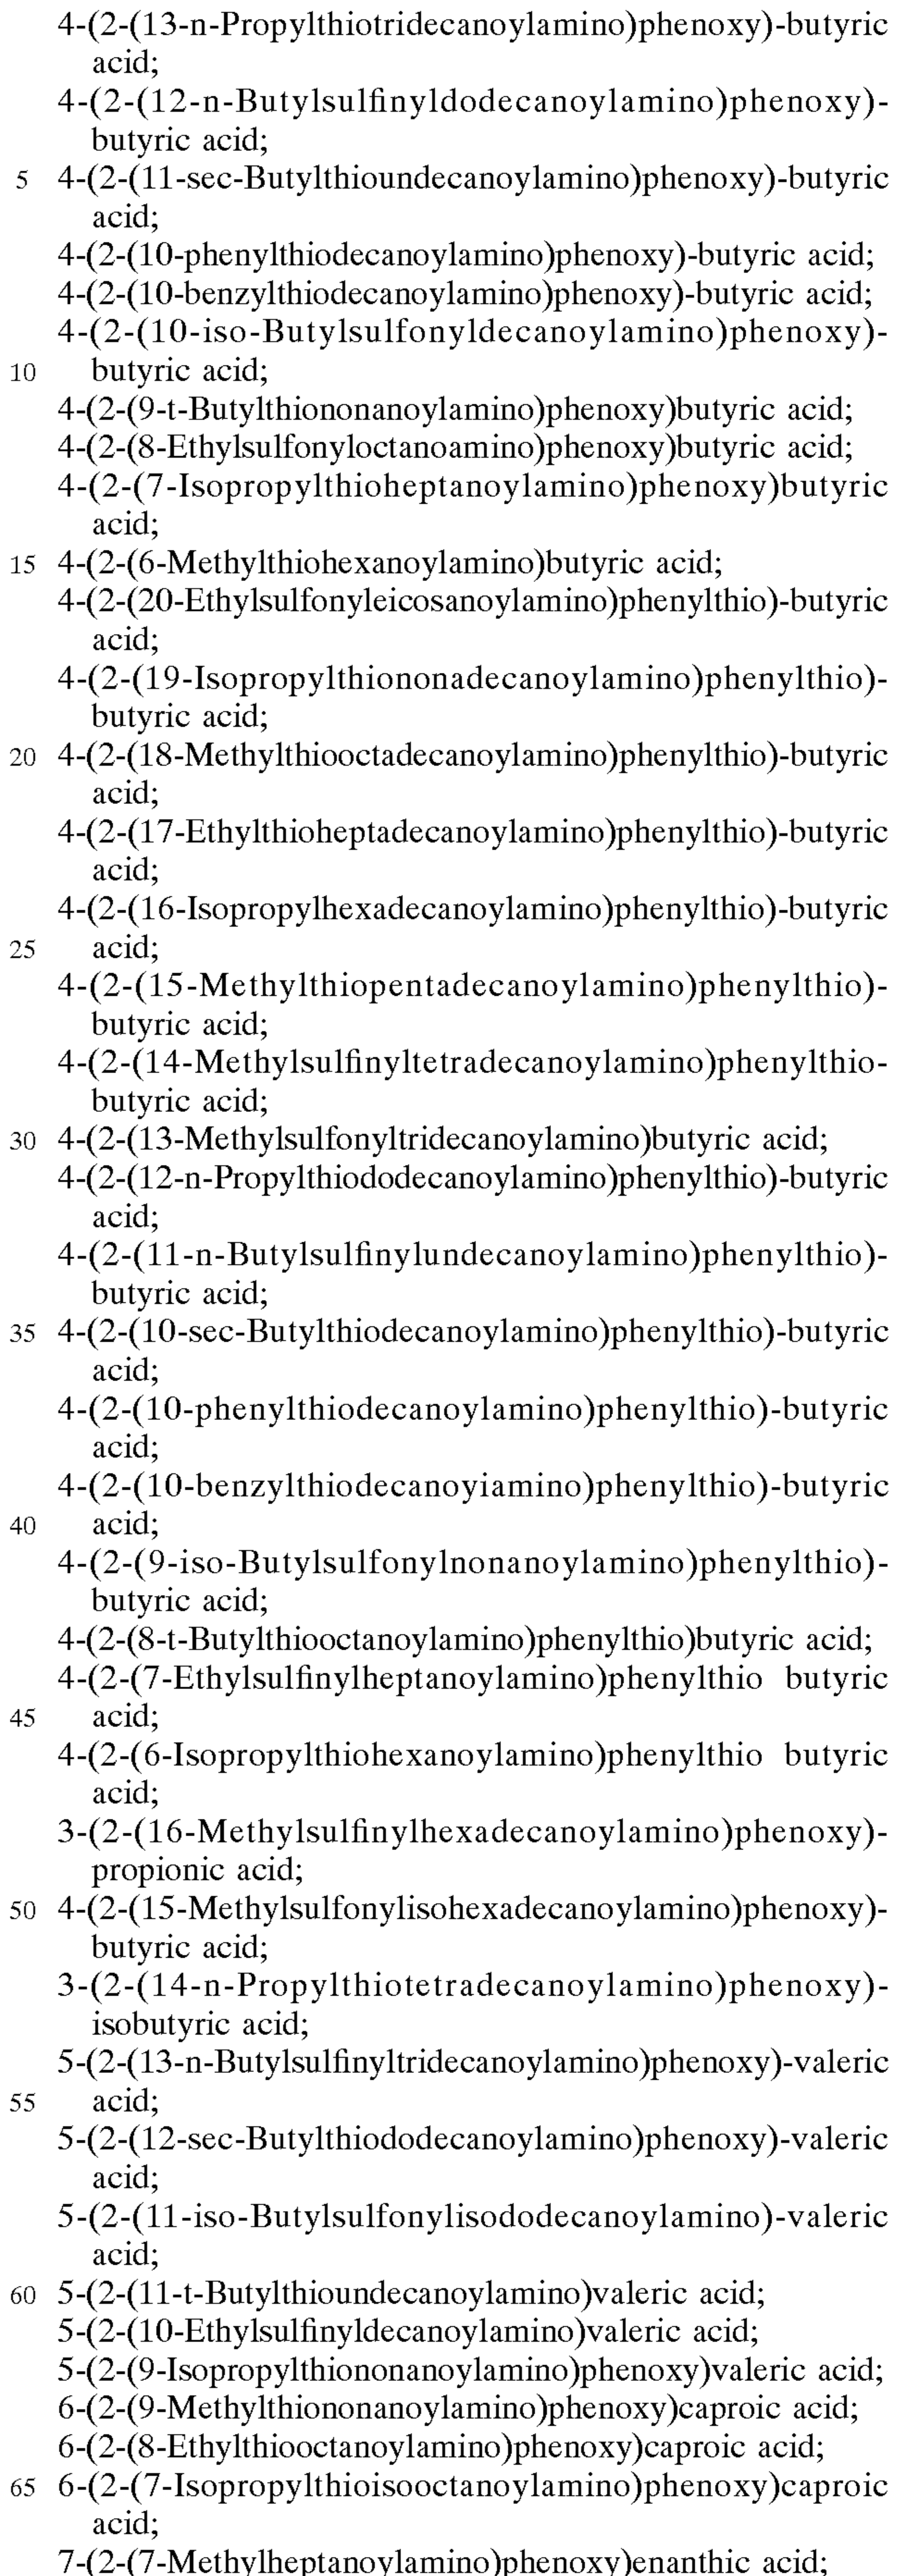 4-(2-(13-n-Propylthiotridecanoylamino)phenoxy)-butyric
acid;
4-(2-(12-n-Butylsulfinyldodecanoylamino)phenoxy)-
butyric acid;
5 4-(2-(11-sec-Butylthioundecanoylamino)phenoxy)-butyric
acid;
4-(2-(10-phenylthiodecanoylamino)phenoxy)-butyric acid;
4-(2-(10-benzylthiodecanoylamino)phenoxy)-butyric acid;
4-(2-(10-iso-Butylsulfonyldecanoylamino)phenoxy)-
10 butyric acid;
4-(2-(9-t-Butylthiononanoylamino)phenoxy)butyric acid;
4-(2-(8-Ethylsulfonyloctanoamino)phenoxy)butyric acid;
4-(2-(7-Isopropylthioheptanoylamino)phenoxy)butyric
acid;
15 4-(2-(6-Methylthiohexanoylamino)butyric acid;
4-(2-(20-Ethylsulfonyleicosanoylamino)phenylthio)-butyric
acid;
4-(2-(19-Isopropylthiononadecanoylamino)phenylthio)-
butyric acid;
20 4-(2-(18-Methylthiooctadecanoylamino)phenylthio)-butyric
acid;
4-(2-(17-Ethylthioheptadecanoylamino)phenylthio)-butyric
acid;
4-(2-(16-Isopropylhexadecanoylamino)phenylthio)-butyric
25 acid;
4-(2-(15-Methylthiopentadecanoylamino)phenylthio)-
butyric acid;
4-(2-(14-Methylsulfinyltetradecanoylamino)phenylthio-
butyric acid;
30 4-(2-(13-Methylsulfonyltridecanoylamino)butyric acid;
4-(2-(12-n-Propylthiododecanoylamino)phenylthio)-butyric
acid;
4-(2-(11-n-Butylsulfinylundecanoylamino)phenylthio)-
butyric acid;
35 4-(2-(10-sec-Butylthiodecanoylamino)phenylthio)-butyric
acid;
4-(2-(10-phenylthiodecanoylamino)phenylthio)-butyric
acid;
4-(2-(10-benzylthiodecanoyiamino)phenylthio)-butyric
40 acid;
4-(2-(9-iso-Butylsulfonylnonanoylamino)phenylthio)-
butyric acid;
4-(2-(8-t-Butylthiooctanoylamino)phenylthio)butyric acid;
4-(2-(7-Ethylsulfinylheptanoylamino)phenylthio butyric
45 acid;
4-(2-(6-Isopropylthiohexanoylamino)phenylthio butyric
acid;
3-(2-(16-Methylsulfinylhexadecanoylamino)phenoxy)-
propionic acid;
50 4-(2-(15-Methylsulfonylisohexadecanoylamino)phenoxy)-
butyric acid;
3-(2-(14-n-Propylthiotetradecanoylamino)phenoxy)-
isobutyric acid;
5-(2-(13-n-Butylsulfinyltridecanoylamino)phenoxy)-valeric
55 acid;
5-(2-(12-sec-Butylthiododecanoylamino)phenoxy)-valeric
acid;
5-(2-(11-iso-Butylsulfonylisododecanoylamino)-valeric
acid;
60 5-(2-(11-t-Butylthioundecanoylamino)valeric acid;
5-(2-(10-Ethylsulfinyldecanoylamino)valeric acid;
5-(2-(9-Isopropylthiononanoylamino)phenoxy)valeric acid;
6-(2-(9-Methylthiononanoylamino)phenoxy)caproic acid;
6-(2-(8-Ethylthiooctanoylamino)phenoxy)caproic acid;
65 6-(2-(7-Isopropylthioisooctanoylamino)phenoxy)caproic
acid;
7-(2-(7-Methylheptanoylamino)phenoxy)enanthic acid;